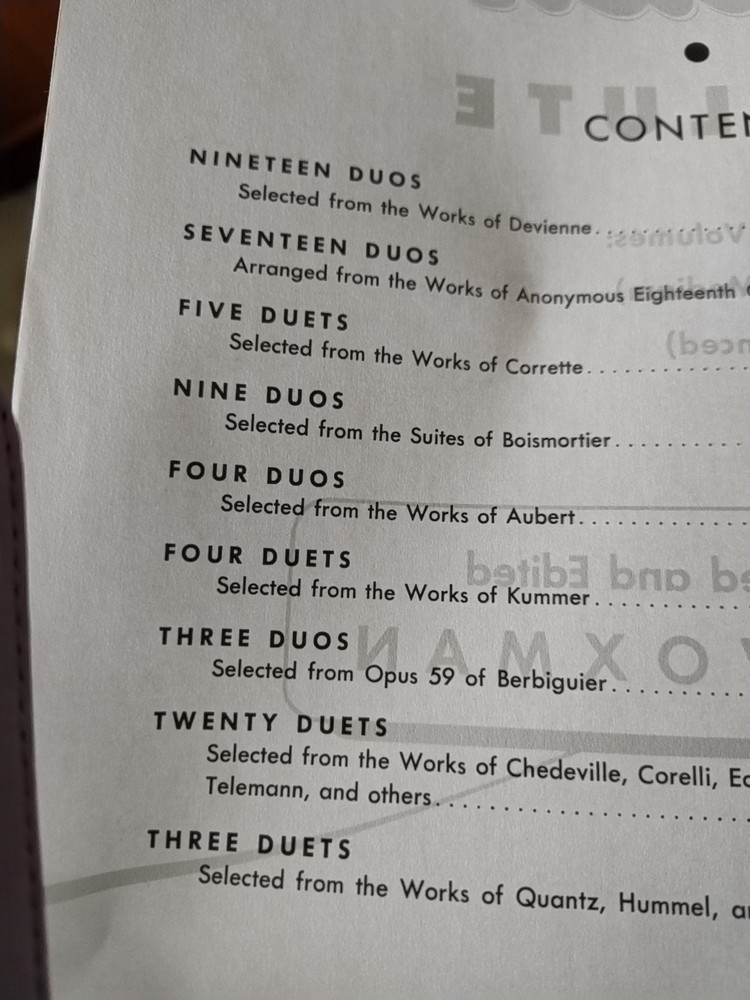 CONTEN
NINETEEN DUOS
Selected from the Works of Devienne..........
SEVENTEEN DUOS
Arranged from the Works of Anonymous Eighteenth
FIVE DUETS
Selected from the Works of Corrette............
NINE DUOS
Selected from the Suites of Boismortier.........
FOUR DUOS
Selected from the Works of Aubert............
FOUR DUETS
Selected from the Works of Kummer...........
THREE DUOS
Selected from Opus 59 of Berbiguier..........
TWENTY DUETS
Selected from the Works of Chedeville, Corelli,
Telemann, and others......................
THREE DUETS
Selected from the Works of Quantz, Hummel,